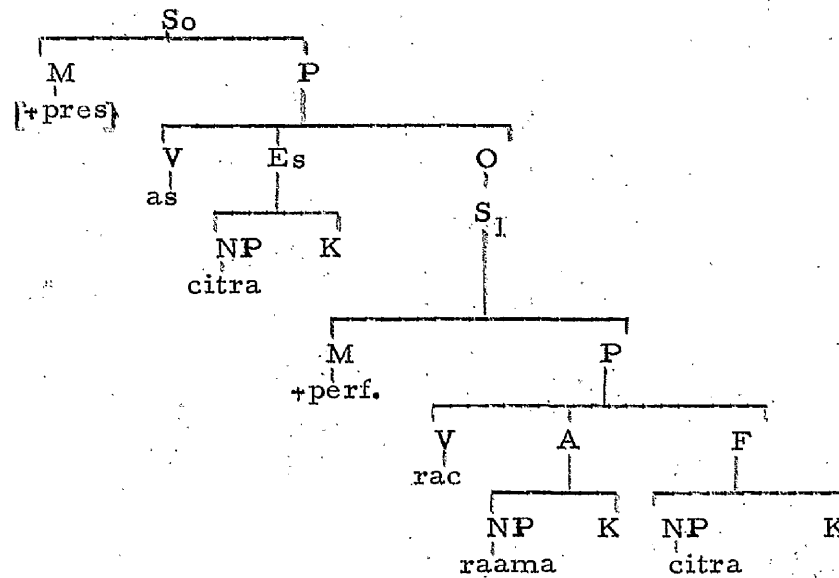 So
M P
[+pres]
V Es O
as
S1
NP K
citra
M P
+perf.
V A F
rac
NP K NP K
raama citra